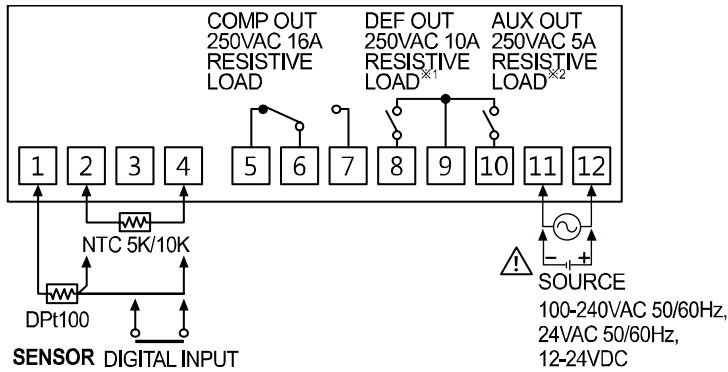 COMP OUT
250VAC 16A
RESISTIVE
LOAD
DEF OUT
250VAC 10A
RESISTIVE
LOAD※1
AUX OUT
250VAC 5A
RESISTIVE
LOAD※2
1 2 3 4 5 6 7 8 9 10 11 12
NTC 5K/10K
DPt100
SENSOR DIGITAL INPUT
− +
SOURCE
100-240VAC 50/60Hz,
24VAC 50/60Hz,
12-24VDC